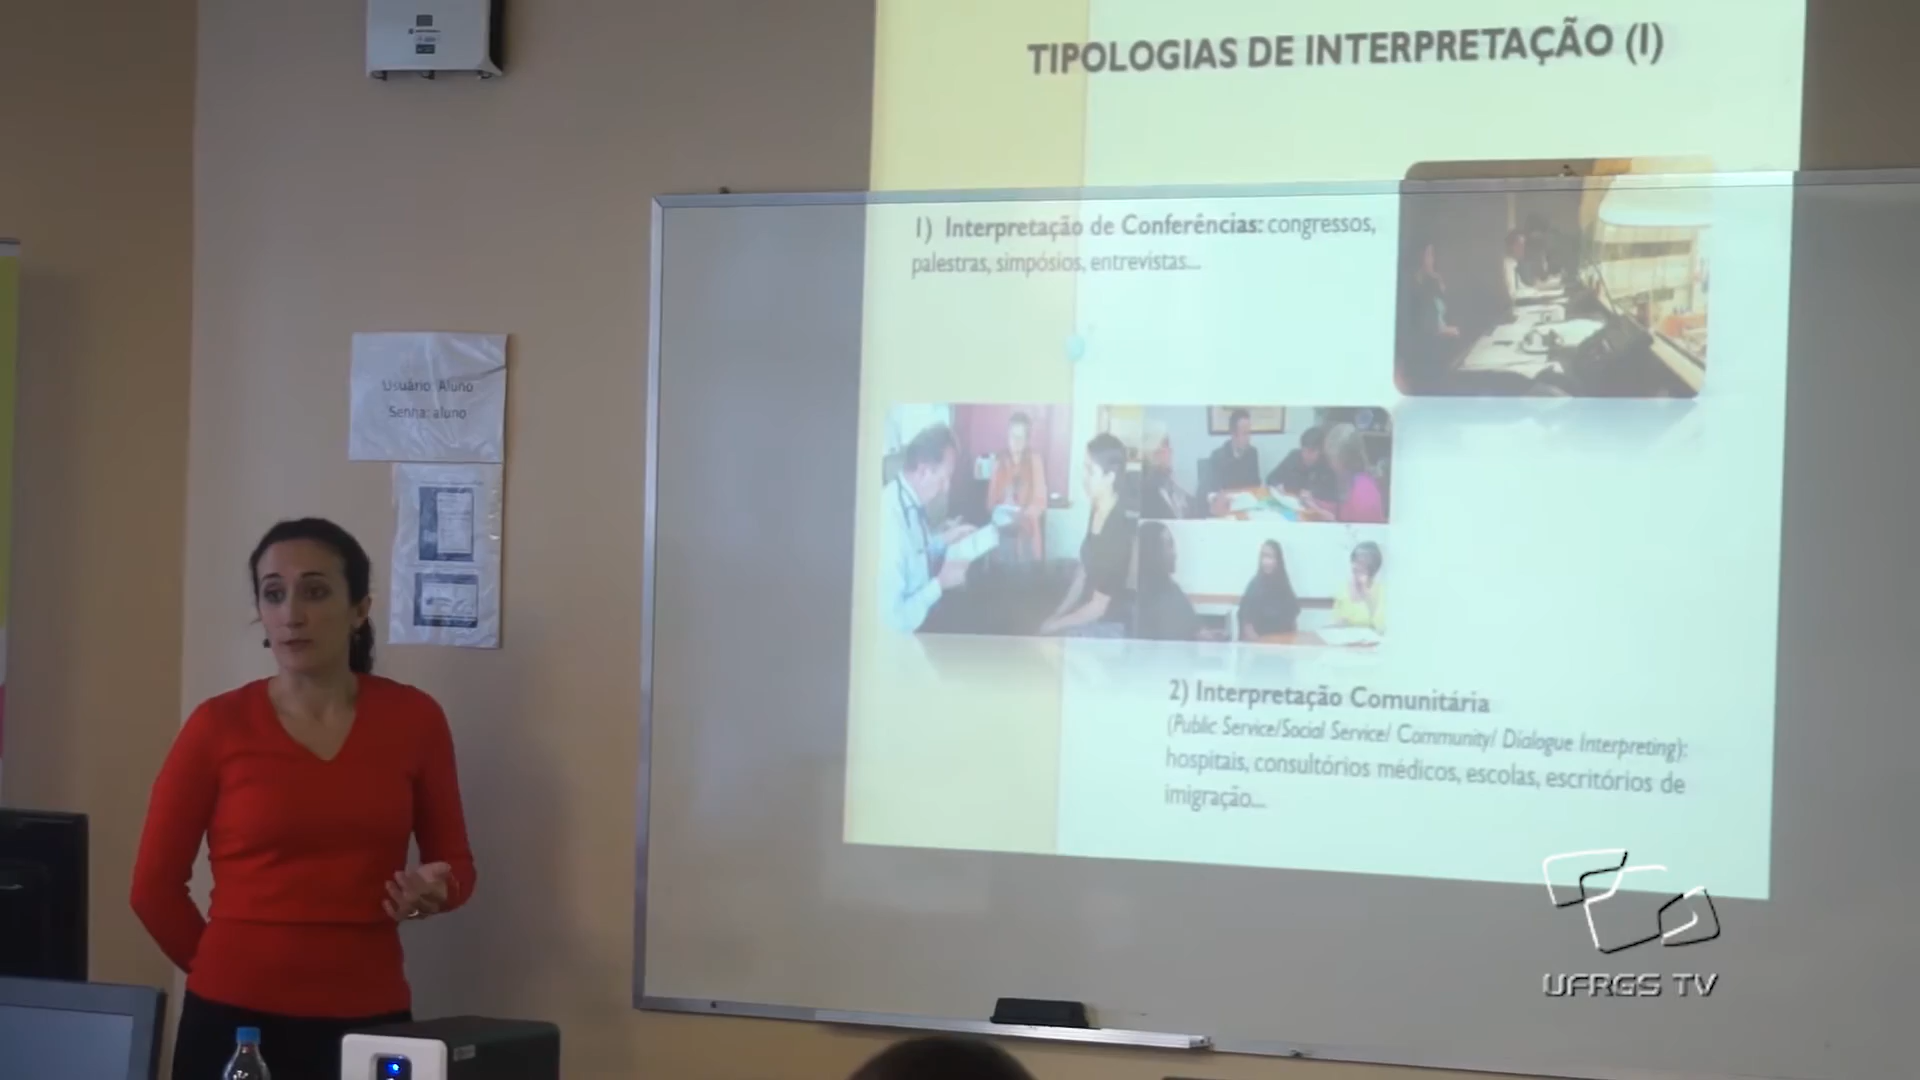 TIPOLOGIAS DE INTERPRETAÇÃO (I)
1) Interpretação de Conferências: congressos,
palestras, simpósios, entrevistas...
Usuário: Aluno
Senha: aluno
2) Interpretação Comunitária
(Public Service/Social Service/ Community/ Dialogue Interpreting):
hospitais, consultórios médicos, escolas, escritórios de
imigração...
UFRGS TV